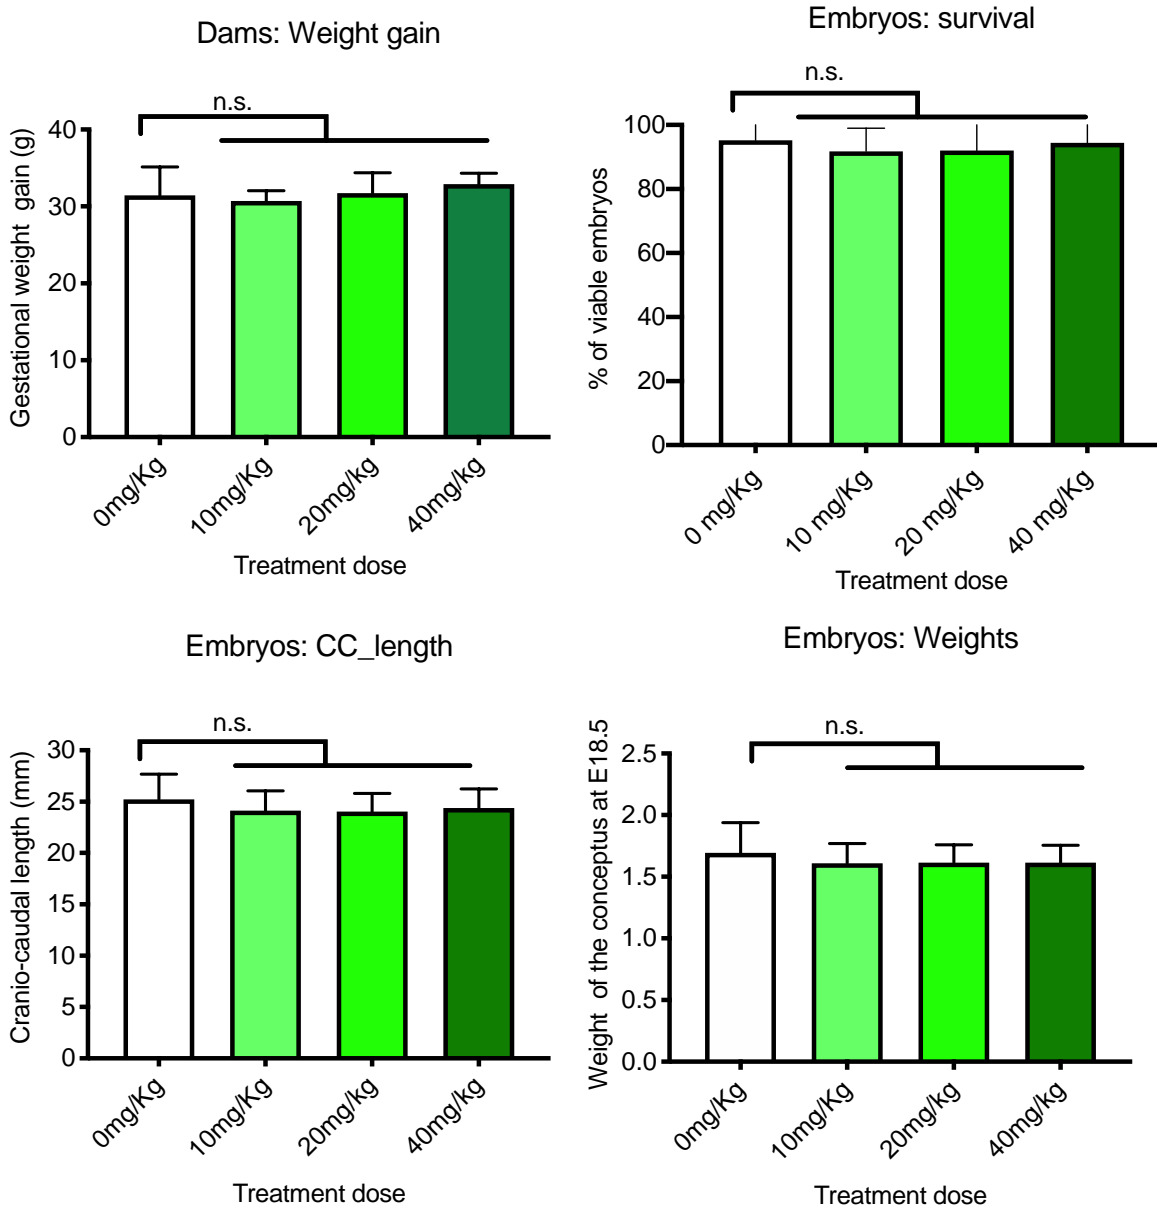 Dams: Weight gain
n.s.
Gestational weight gain (g)
40
30
20
10
0
0mg/Kg
10mg/Kg
20mg/kg
40mg/kg
Treatment dose
Embryos: survival
n.s.
% of viable embryos
100
80
60
40
20
0
0 mg/Kg
10 mg/Kg
20 mg/Kg
40 mg/Kg
Treatment dose
Embryos: CC_length
n.s.
Cranio-caudal length (mm)
30
25
20
15
10
5
0
0mg/Kg
10mg/Kg
20mg/kg
40mg/kg
Treatment dose
Embryos: Weights
n.s.
Weight of the conceptus at E18.5
2.5
2.0
1.5
1.0
0.5
0.0
0mg/Kg
10mg/Kg
20mg/kg
40mg/kg
Treatment dose